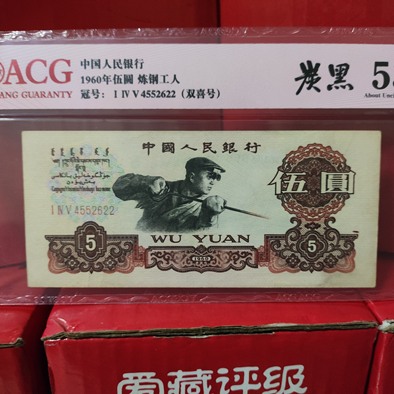 ACG
ANG GUARANTY
中国人民银行
1960年伍圆 炼钢工人
冠号： I IV V 4552622（双喜号）
炭黑
5
中國人民銀行
I IV V 4552622
伍圓
5
WU YUAN
5
1960
爱藏评级